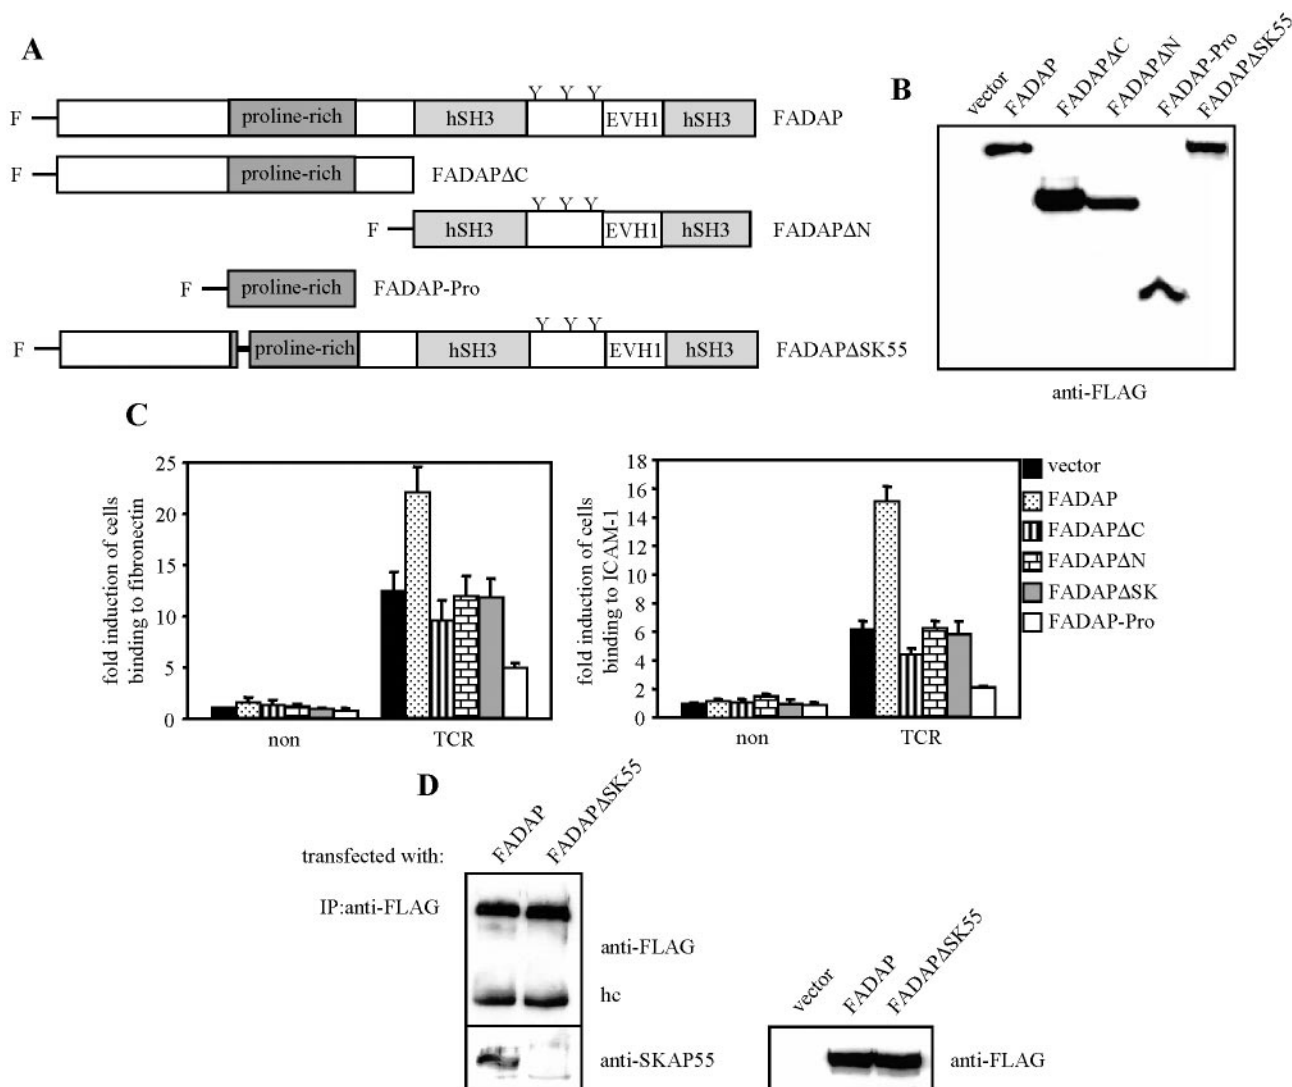 A
F
proline-rich
hSH3
Y Y Y
EVH1
hSH3
FADAP
F
proline-rich
FADAPΔC
F
hSH3
Y Y Y
EVH1
hSH3
FADAPΔN
F
proline-rich
FADAP-Pro
F
proline-rich
hSH3
Y Y Y
EVH1
hSH3
FADAPΔSK55
B
vector
FADAP
FADAPΔC
FADAPΔN
FADAP-Pro
FADAPΔSK55
anti-FLAG
C
fold induction of cells
binding to fibronectin
25
20
15
10
5
0
non
TCR
fold induction of cells
binding to ICAM-1
18
16
14
12
10
8
6
4
2
0
non
TCR
vector
FADAP
FADAPΔC
FADAPΔN
FADAPΔSK
FADAP-Pro
D
transfected with:
FADAP
FADAPΔSK55
IP:anti-FLAG
anti-FLAG
hc
anti-SKAP55
vector
FADAP
FADAPΔSK55
anti-FLAG